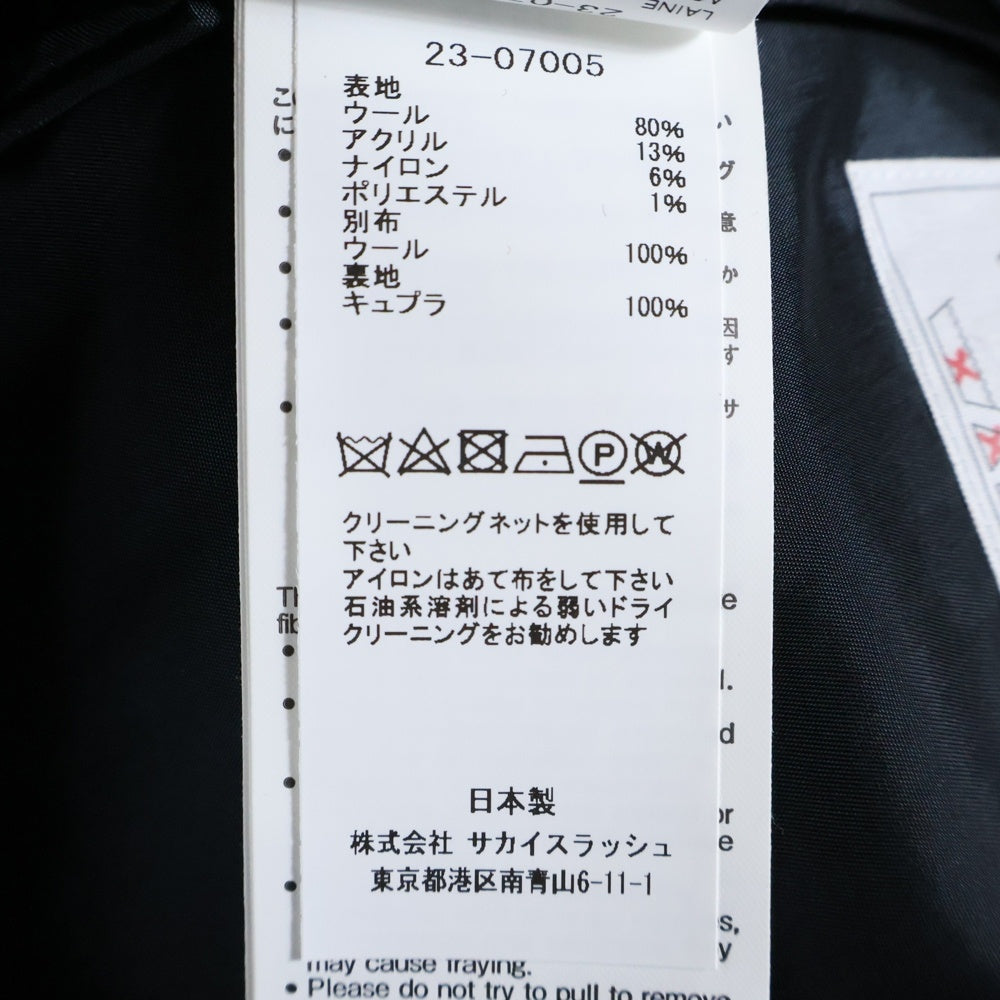 LAINE
23-07005
表地
ウール 80%
アクリル 13%
ナイロン 6%
ポリエステル 1%
別布
ウール 100%
裏地
キュプラ 100%
P W
クリーニングネットを使用して
下さい
アイロンはあて布をして下さい
石油系溶剤による弱いドライ
クリーニングをお勧めします
日本製
株式会社 サカイスラッシュ
東京都港区南青山6-11-1
may cause fraying.
• Please do not try to pull to remove